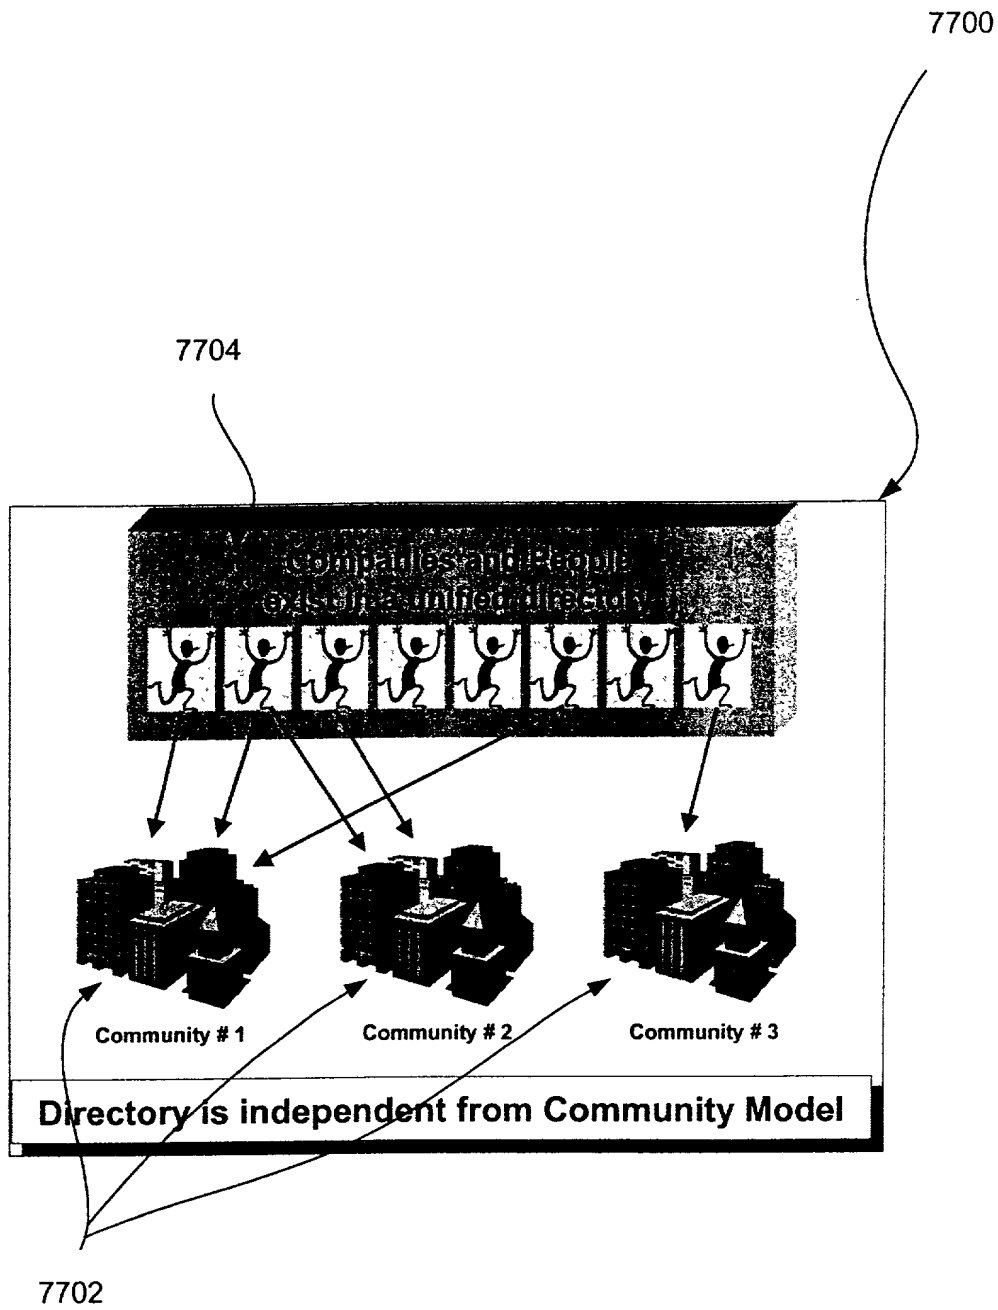 7700
7704
Companies and People
exist in a unified directory
Community # 1
Community # 2
Community # 3
Directory is independent from Community Model
7702